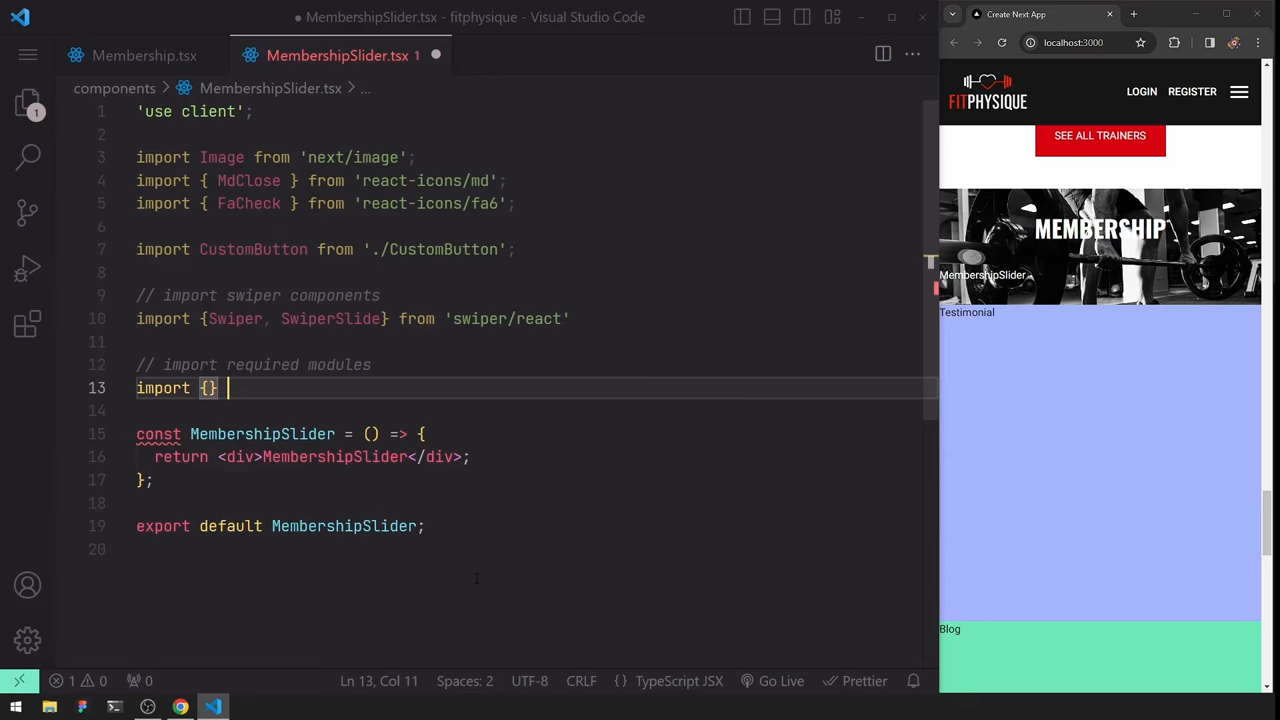 ● MembershipSlider.tsx - fitphysique - Visual Studio Code
Membership.tsx
MembershipSlider.tsx 1 ●
components > MembershipSlider.tsx > ...
1 'use client';
2
3 import Image from 'next/image';
4 import { MdClose } from 'react-icons/md';
5 import { FaCheck } from 'react-icons/fa6';
6
7 import CustomButton from './CustomButton';
8
9 // import swiper components
10 import {Swiper, SwiperSlide} from 'swiper/react'
11
12 // import required modules
13 import {}
14
15 const MembershipSlider = () => {
16 return <div>MembershipSlider</div>;
17 };
18
19 export default MembershipSlider;
20
1
1 0 0
Ln 13, Col 11
Spaces: 2
UTF-8
CRLF
{} TypeScript JSX
Go Live
Prettier
Create Next App
localhost:3000
FITPHYSIQUE
LOGIN
REGISTER
SEE ALL TRAINERS
MEMBERSHIP
MembershipSlider
Testimonial
Blog